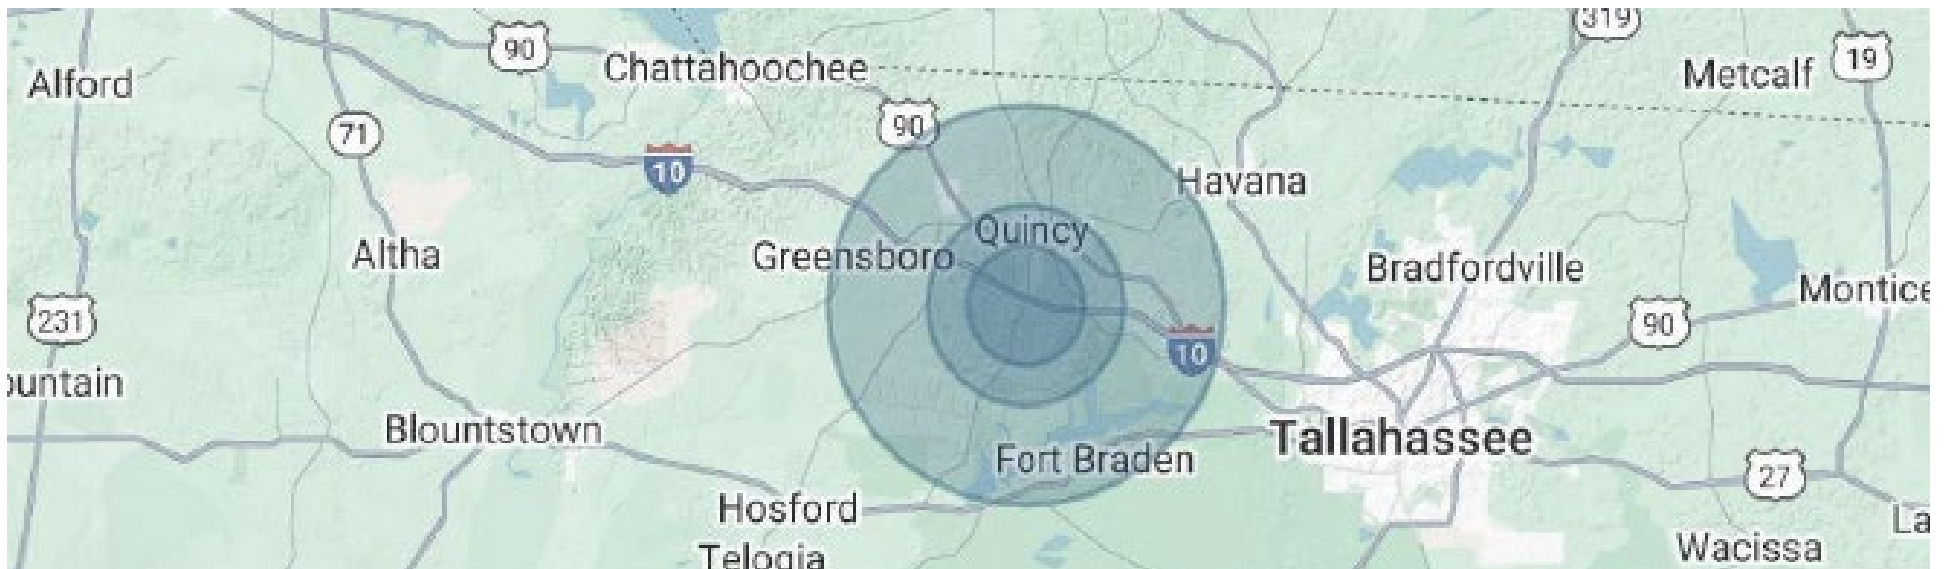 319
90
19
Chattahoochee
Metcalf
Alford
90
71
10
Havana
Quincy
Altha
Greensboro
Bradfordville
Montice
231
90
10
ountain
Blountstown
Tallahassee
Fort Braden
27
Hosford
La
Wacissa
Telogia